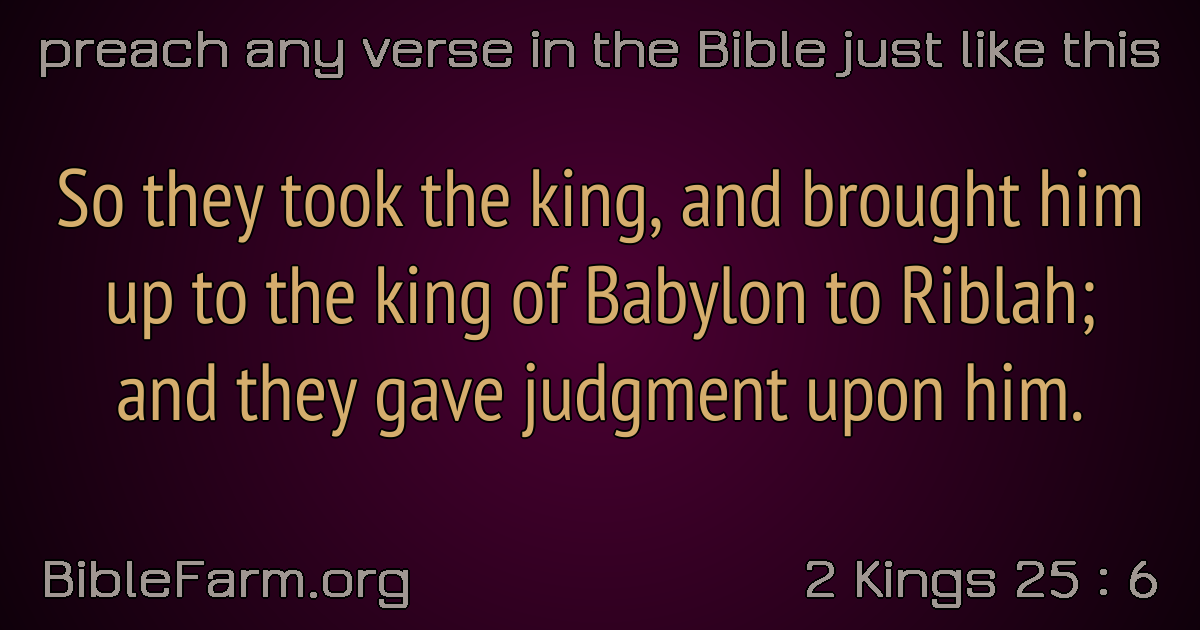 preach any verse in the Bible just like this
So they took the king, and brought him
up to the king of Babylon to Riblah;
and they gave judgment upon him.
BibleFarm.org
2 Kings 25 : 6